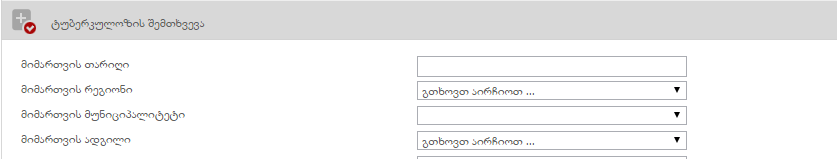 ტუბერკულოზის შემთხვევა
მიმართვის თარიღი
მიმართვის რეგიონი გთხოვთ აირჩიოთ ...
მიმართვის მუნიციპალიტეტი
მიმართვის ადგილი გთხოვთ აირჩიოთ ...